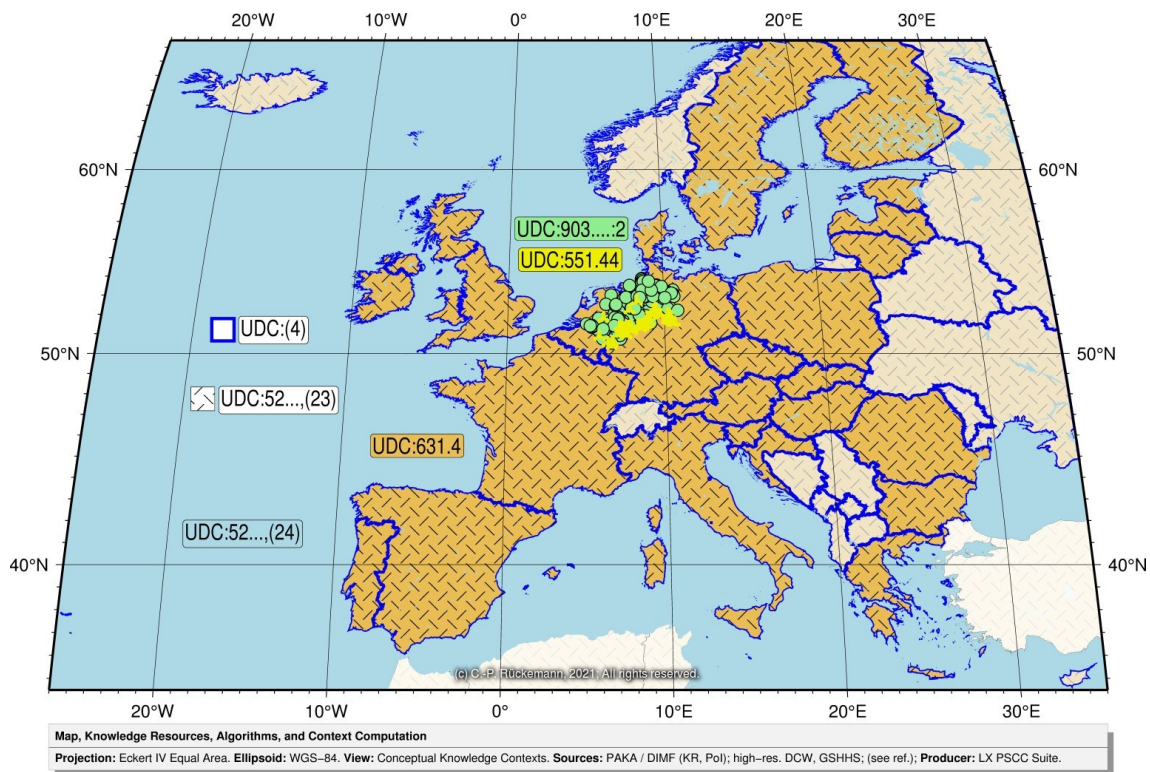 20°W 10°W 0° 10°E 20°E 30°E
60°N 60°N
UDC:903....:2
UDC:551.44
UDC:(4)
50°N 50°N
UDC:52...,(23)
UDC:631.4
UDC:52...,(24)
40°N 40°N
(c) C.-P. Rückemann, 2021, All rights reserved.
20°W 10°W 0° 10°E 20°E 30°E
Map, Knowledge Resources, Algorithms, and Context Computation
Projection: Eckert IV Equal Area. Ellipsoid: WGS−84. View: Conceptual Knowledge Contexts. Sources: PAKA / DIMF (KR, PoI); high−res. DCW, GSHHS; (see ref.); Producer: LX PSCC Suite.